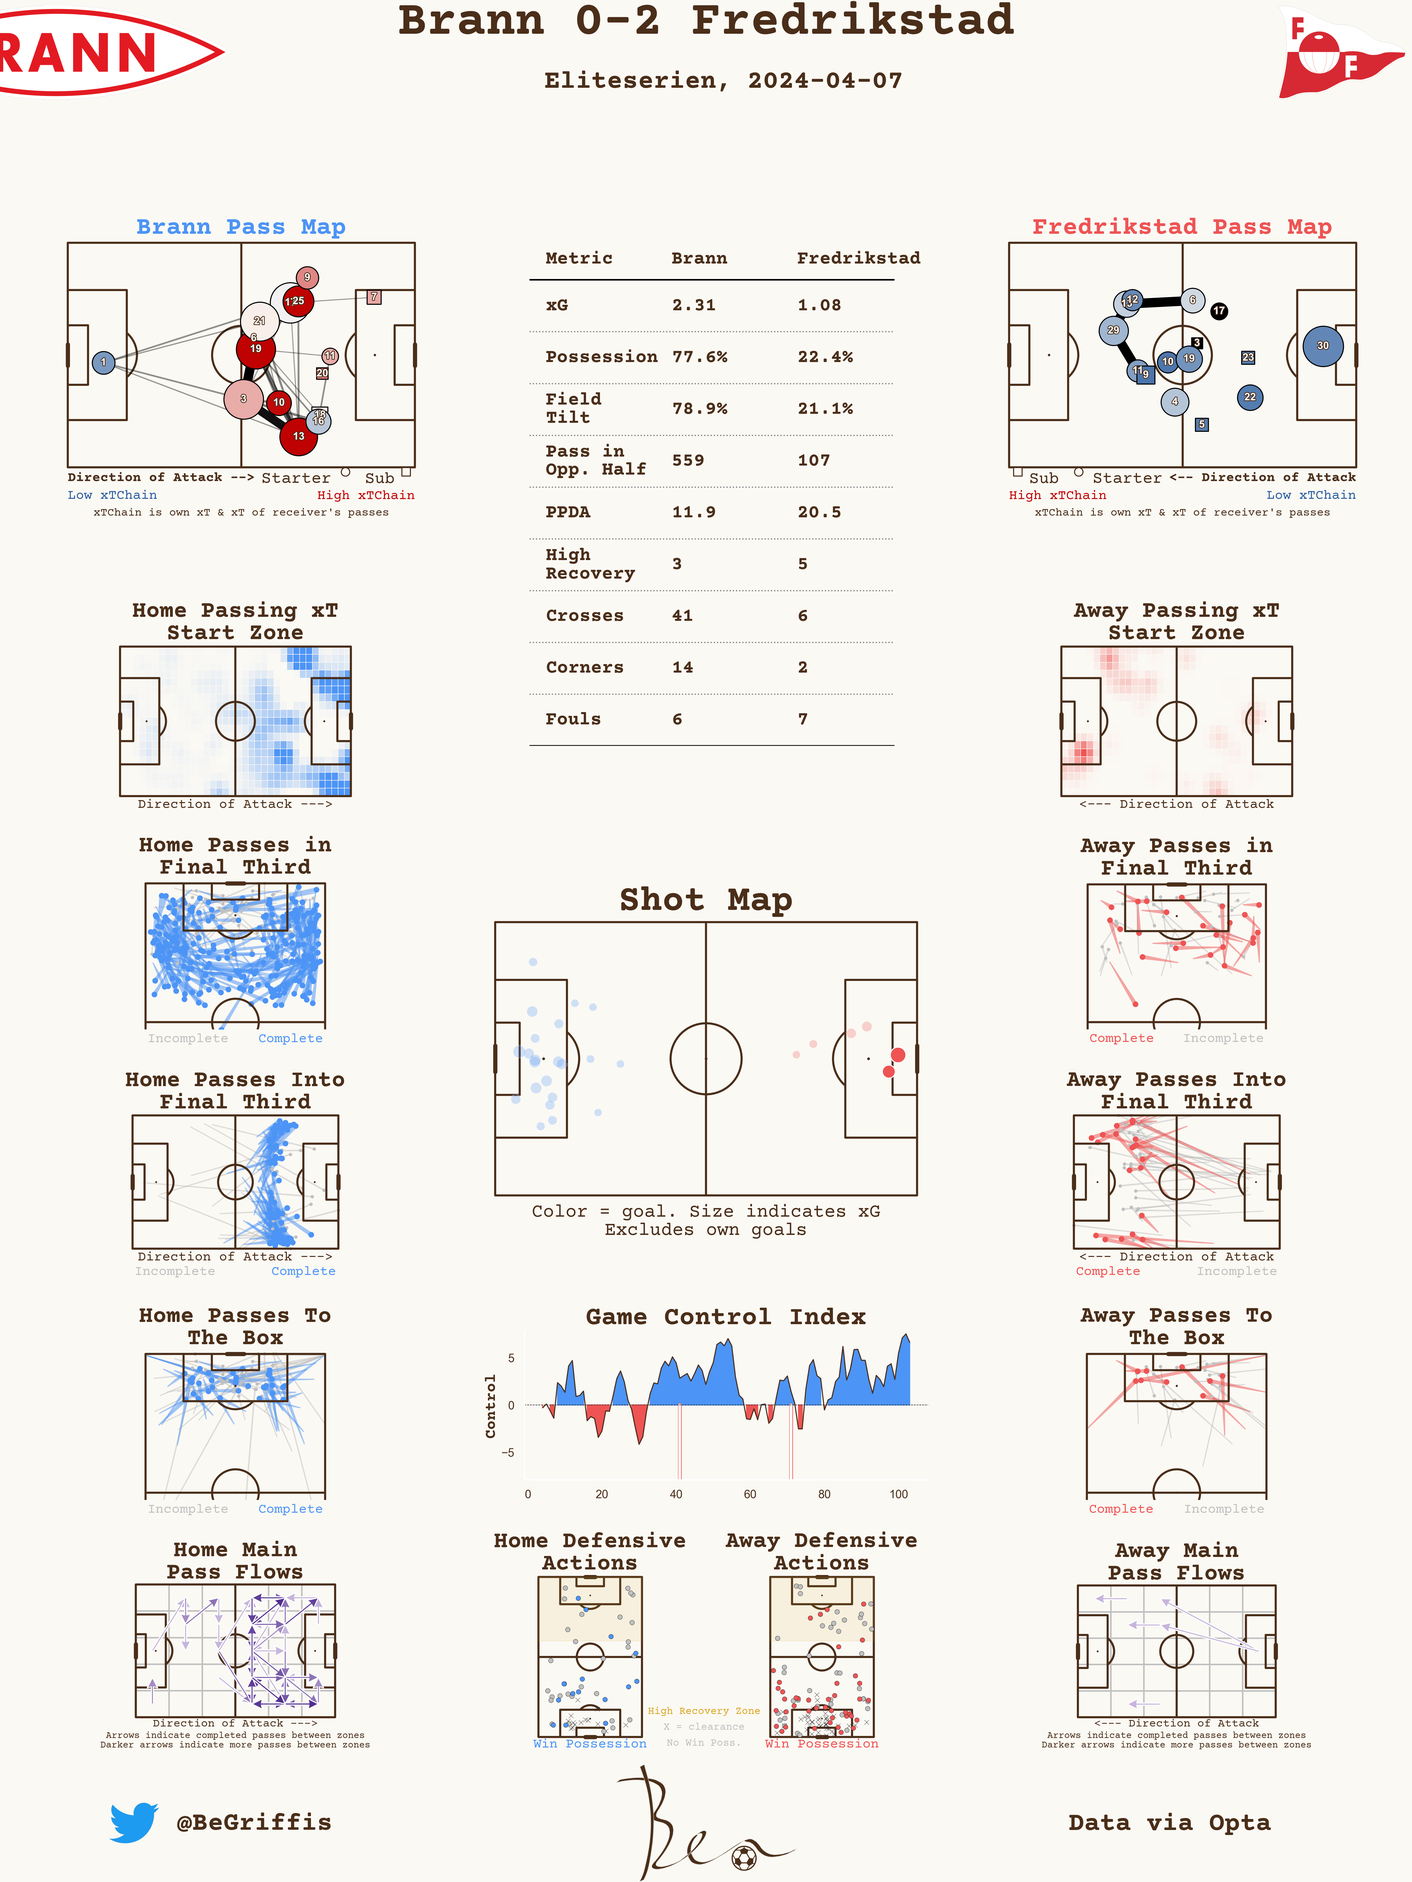 Brann 0-2 Fredrikstad
RANN
F
F
Eliteserien, 2024-04-07
Brann Pass Map
9
17
25
7
21
6
19
11
1
20
3
10
18
16
13
Direction of Attack --> Starter Sub
Low xTChain High xTChain
xTChain is own xT & xT of receiver's passes
Metric Brann Fredrikstad
xG 2.31 1.08
Possession 77.6% 22.4%
Field
Tilt 78.9% 21.1%
Pass in
Opp. Half 559 107
PPDA 11.9 20.5
High
Recovery 3 5
Crosses 41 6
Corners 14 2
Fouls 6 7
Fredrikstad Pass Map
12
6
17
29
3
30
10
19
23
11
9
22
4
5
Sub Starter <-- Direction of Attack
High xTChain Low xTChain
xTChain is own xT & xT of receiver's passes
Home Passing xT
Start Zone
Direction of Attack --->
Away Passing xT
Start Zone
<--- Direction of Attack
Home Passes in
Final Third
Incomplete Complete
Away Passes in
Final Third
Complete Incomplete
Shot Map
Color = goal. Size indicates xG
Excludes own goals
Home Passes Into
Final Third
Direction of Attack --->
Incomplete Complete
Away Passes Into
Final Third
<--- Direction of Attack
Complete Incomplete
Home Passes To
The Box
Incomplete Complete
Game Control Index
Control
5
0
−5
0 20 40 60 80 100
Away Passes To
The Box
Complete Incomplete
Home Main
Pass Flows
Direction of Attack --->
Arrows indicate completed passes between zones
Darker arrows indicate more passes between zones
Home Defensive
Actions
Win Possession
Away Defensive
Actions
Win Possession
High Recovery Zone
X = clearance
No Win Poss.
Away Main
Pass Flows
<--- Direction of Attack
Arrows indicate completed passes between zones
Darker arrows indicate more passes between zones
@BeGriffis
Ben
Data via Opta